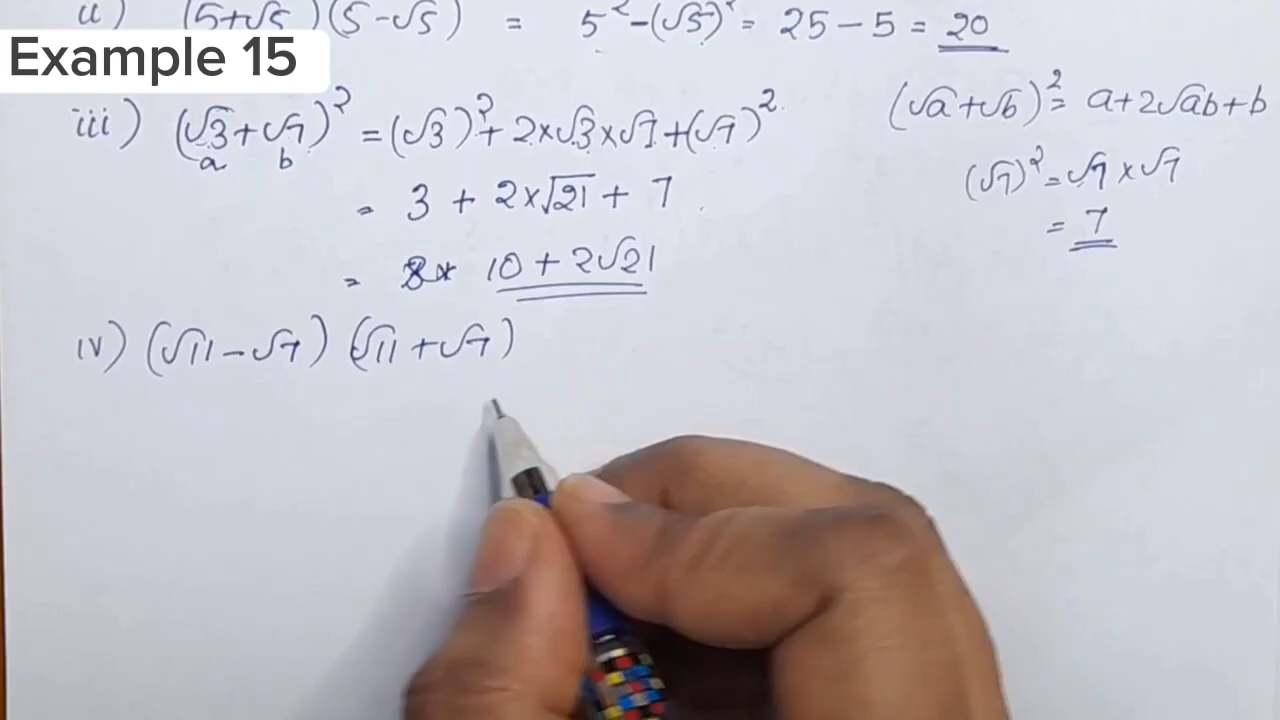 ii) (5+√5)(5-√5) = 5²-(√5)² = 25-5 = 20
Example 15
iii) (√3+√7)² = (√3)²+2×√3×√7+(√7)²
a b
= 3 + 2×√21 + 7
= 10 + 2√21
(√a+√b)² = a+2√ab+b
(√7)² = √7×√7
= 7
iv) (√11-√7) (√11+√7)